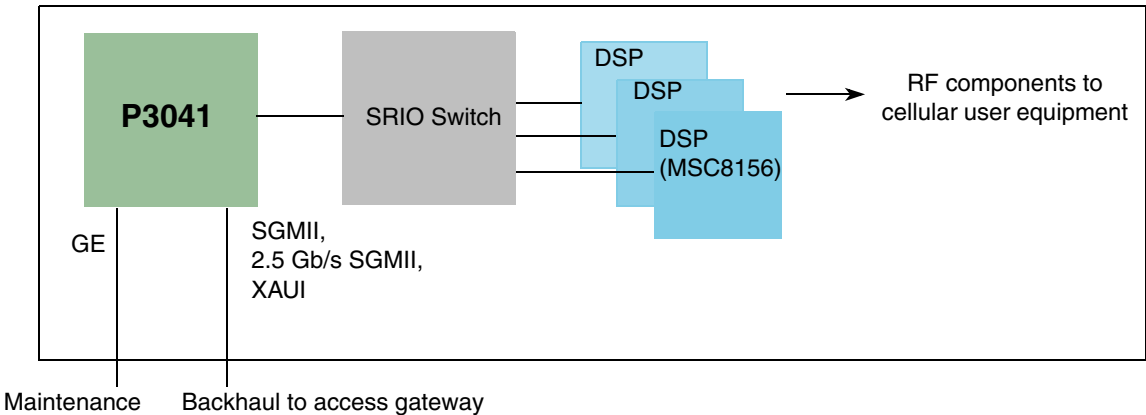 P3041
SRIO Switch
DSP
DSP
DSP
(MSC8156)
RF components to
cellular user equipment
GE
SGMII,
2.5 Gb/s SGMII,
XAUI
Maintenance
Backhaul to access gateway